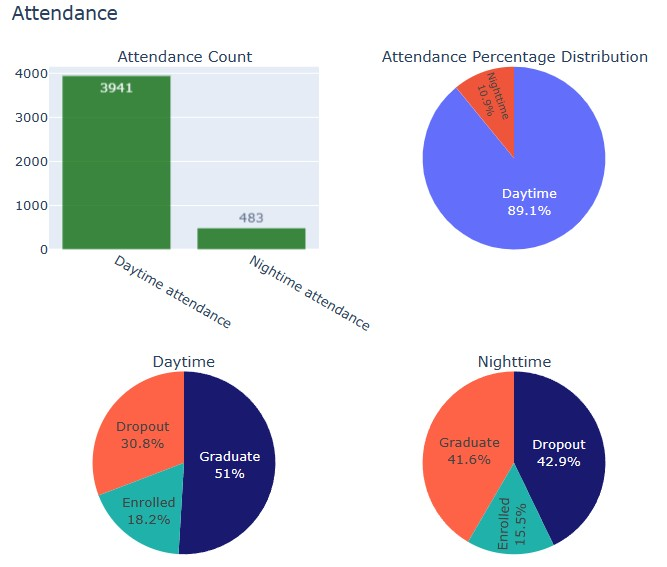 Attendance
Attendance Count
4000
3000
2000
1000
0
3941
483
Daytime attendance
Nightime attendance
Attendance Percentage Distribution
Nighttime
10.9%
Daytime
89.1%
Daytime
Dropout
30.8%
Graduate
51%
Enrolled
18.2%
Nighttime
Graduate
41.6%
Dropout
42.9%
Enrolled
15.5%